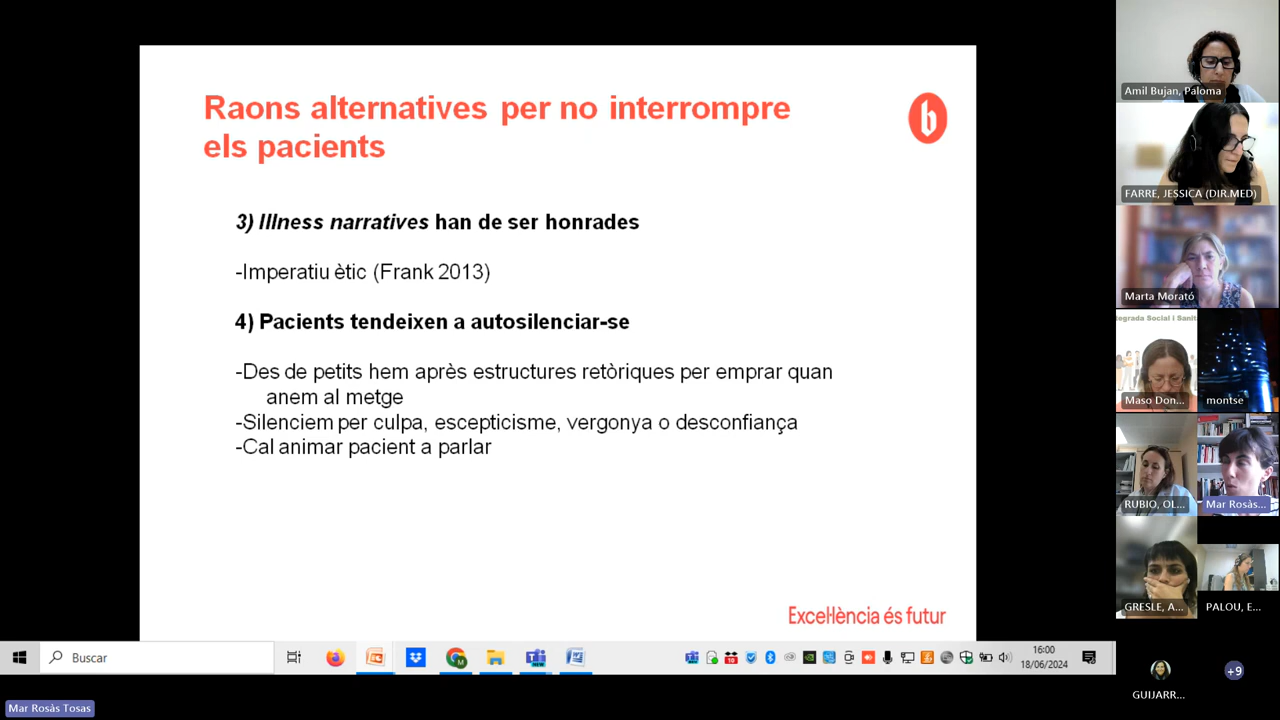 Raons alternatives per no interrompre
els pacients
b
3) Illness narratives han de ser honrades
-Imperatiu ètic (Frank 2013)
4) Pacients tendeixen a autosilenciar-se
-Des de petits hem après estructures retòriques per emprar quan
anem al metge
-Silenciem per culpa, escepticisme, vergonya o desconfiança
-Cal animar pacient a parlar
Excel·lència és futur
Buscar
16:00
18/06/2024
Mar Rosàs Tosas
Amil Bujan, Paloma
FARRE, JESSICA (DIR.MED)
Marta Morató
tegrada Social i Sanit
Maso Don...
montse
RUBIO, OL...
Mar Rosàs...
GRESLE, A...
PALOU, E...
GUIJARR...
+9